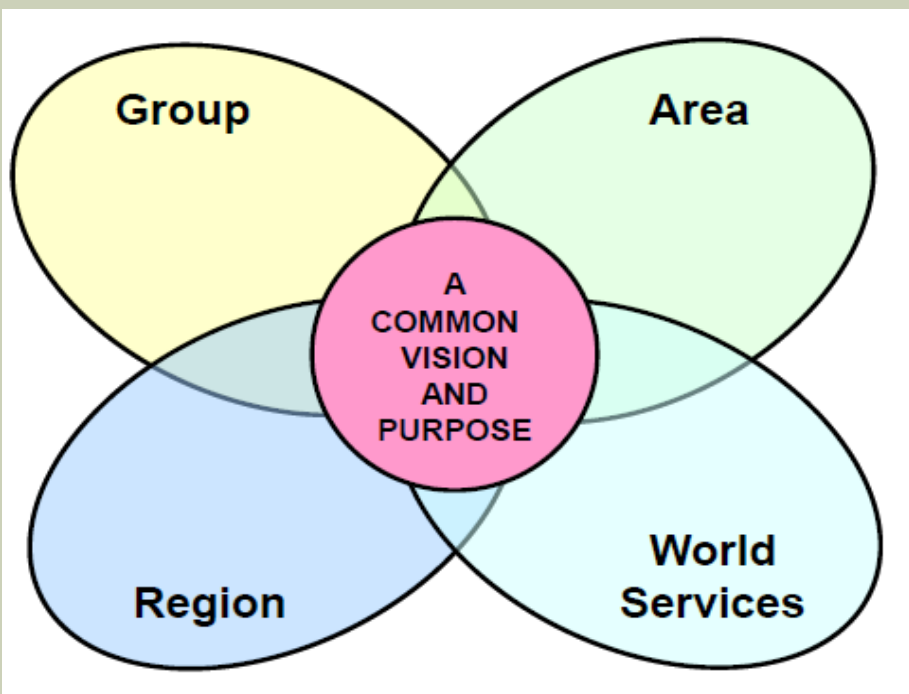 Group
Area
A
COMMON
VISION
AND
PURPOSE
Region
World
Services